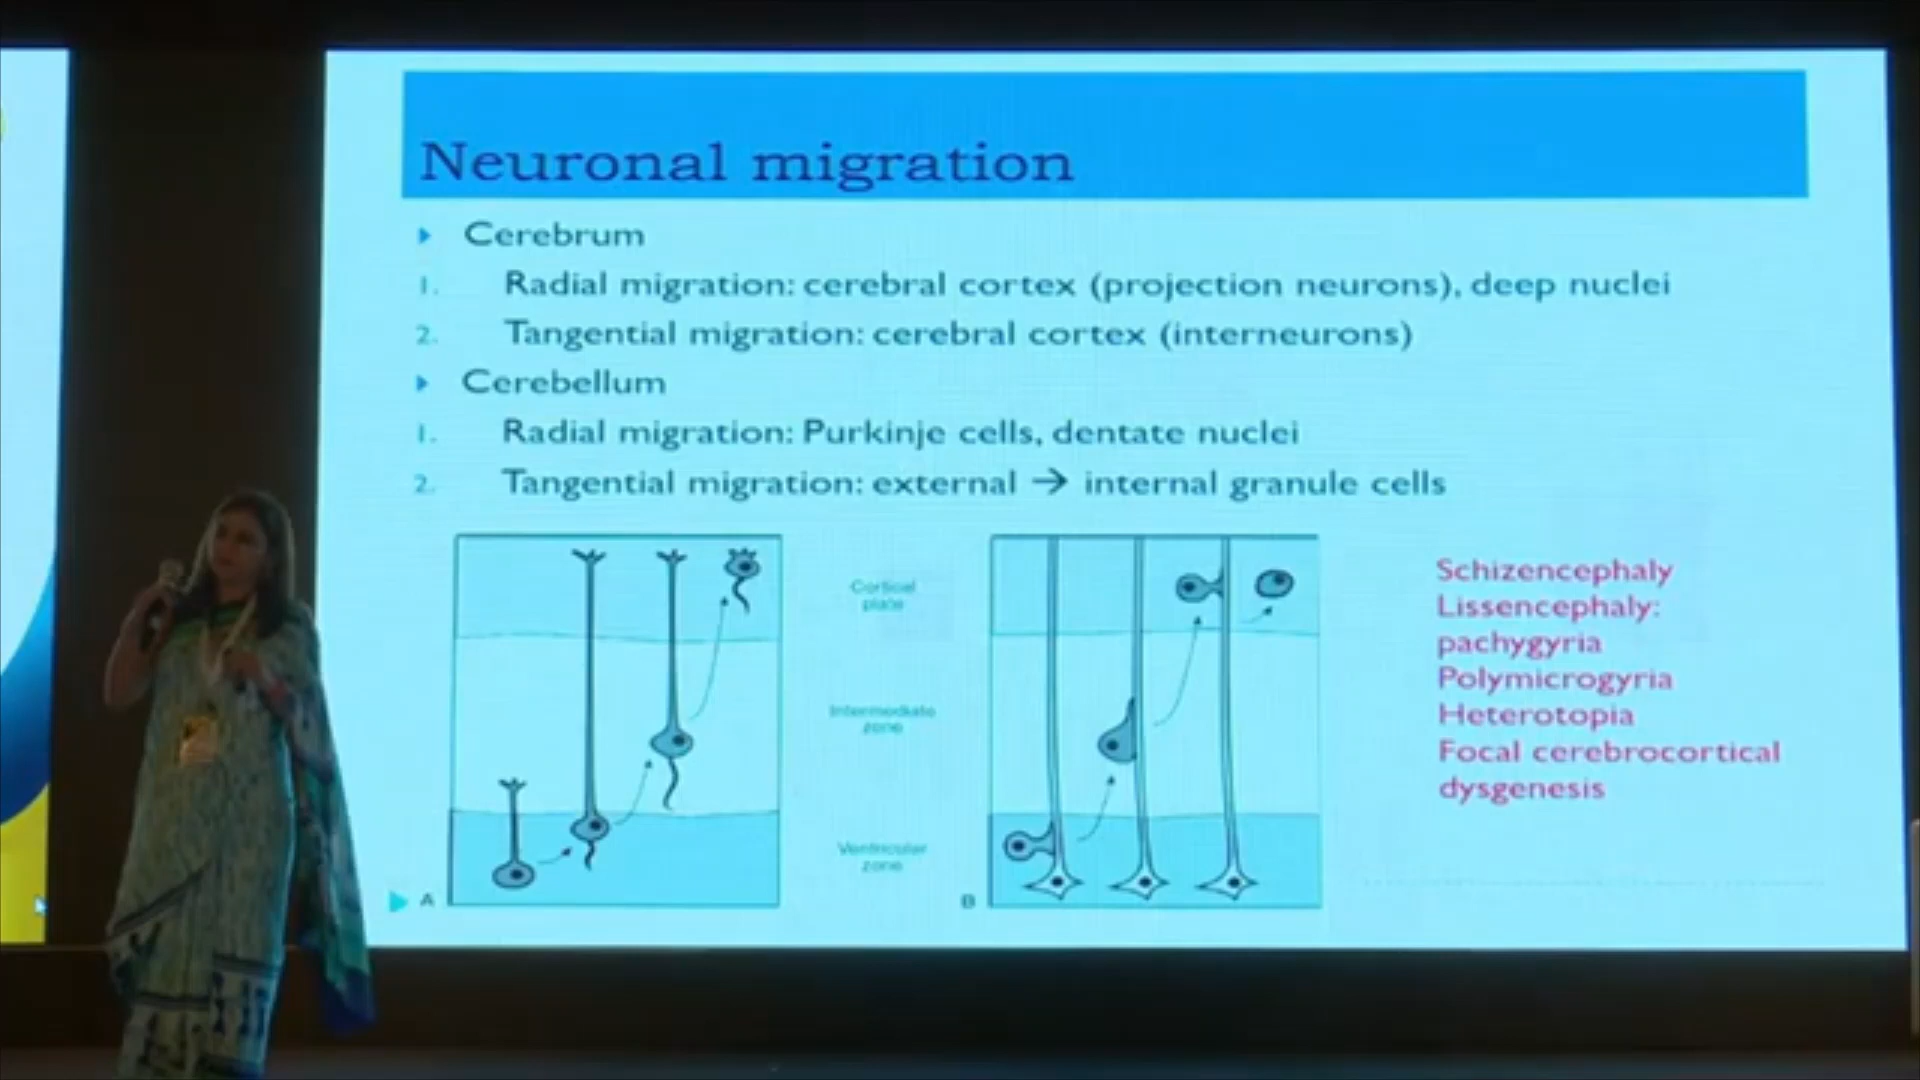 Neuronal migration
Cerebrum
1. Radial migration: cerebral cortex (projection neurons), deep nuclei
2. Tangential migration: cerebral cortex (interneurons)
Cerebellum
1. Radial migration: Purkinje cells, dentate nuclei
2. Tangential migration: external → internal granule cells
Cortical
plate
Intermediate
zone
Ventricular
zone
A
B
Schizencephaly
Lissencephaly:
pachygyria
Polymicrogyria
Heterotopia
Focal cerebrocortical
dysgenesis